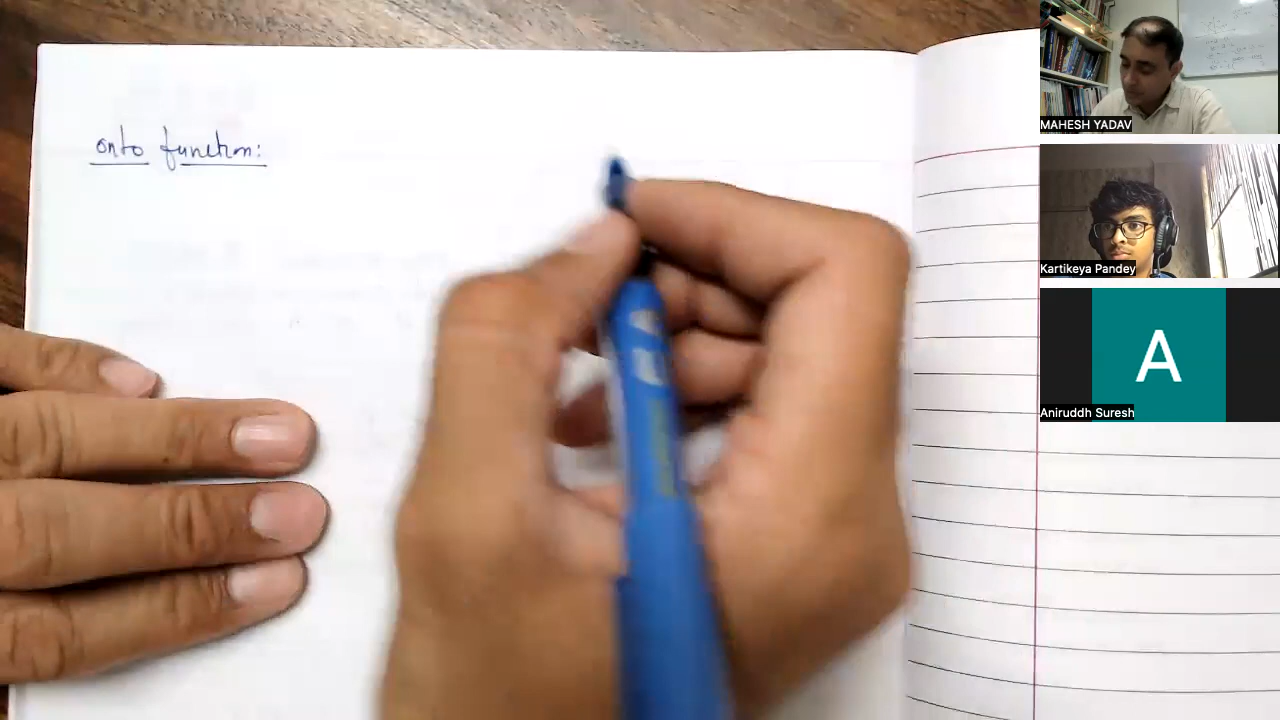 onto function:
MAHESH YADAV
Kartikeya Pandey
A
Aniruddh Suresh